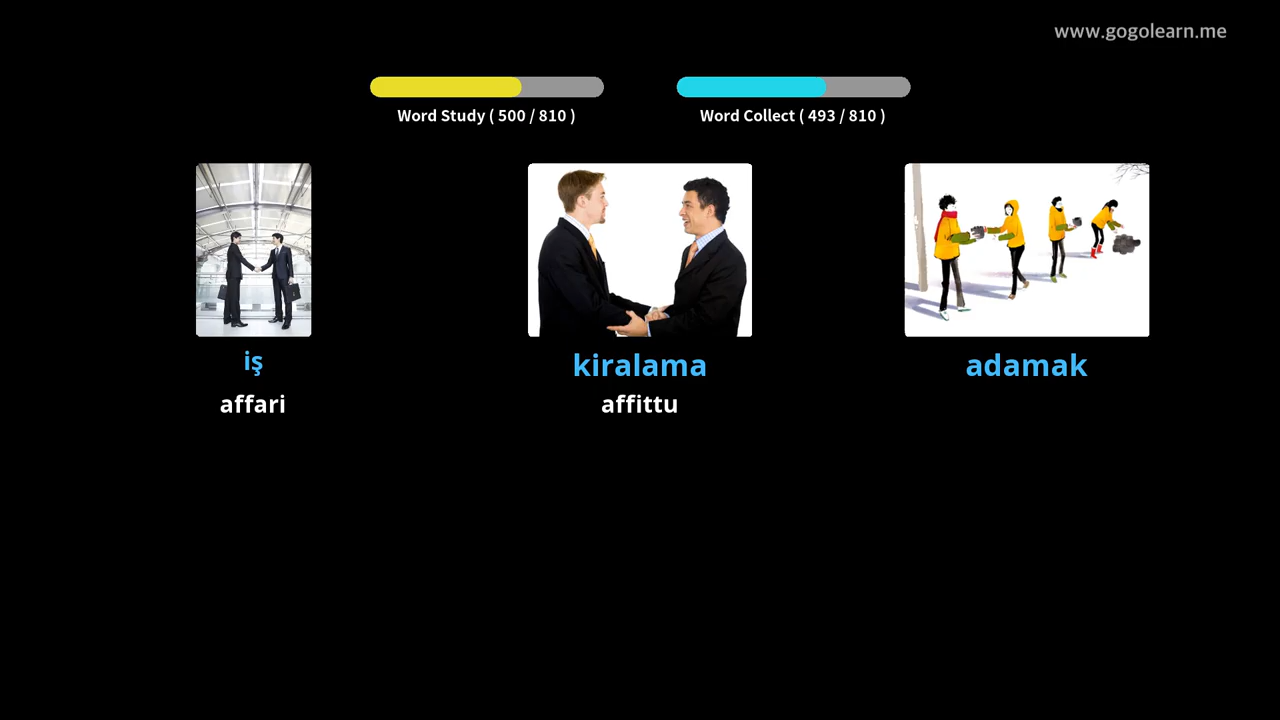 www.gogolearn.me
Word Study ( 500 / 810 )
Word Collect ( 493 / 810 )
iş
kiralama
adamak
affari
affittu